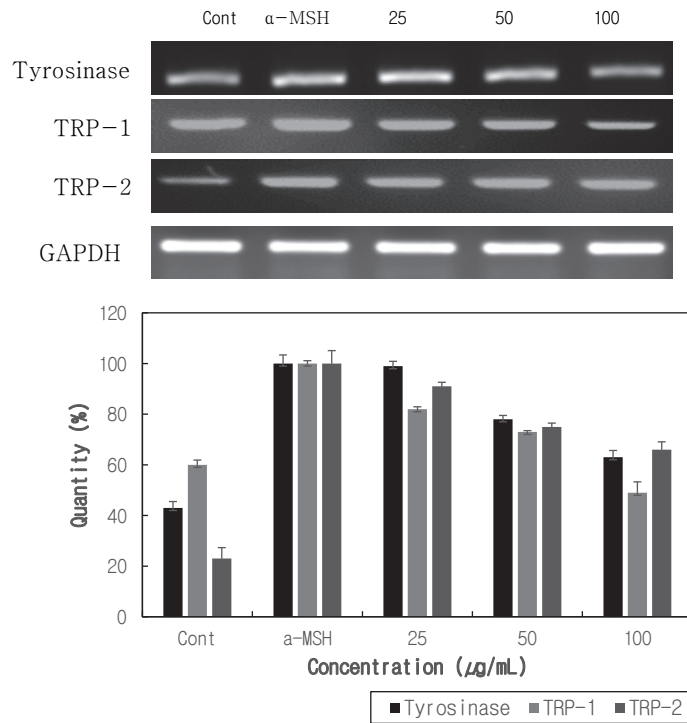 Cont α-MSH 25 50 100
Tyrosinase
TRP-1
TRP-2
GAPDH
120
100
80
60
40
20
0
Quantity (%)
Cont a-MSH 25 50 100
Concentration (μg/mL)
Tyrosinase TRP-1 TRP-2